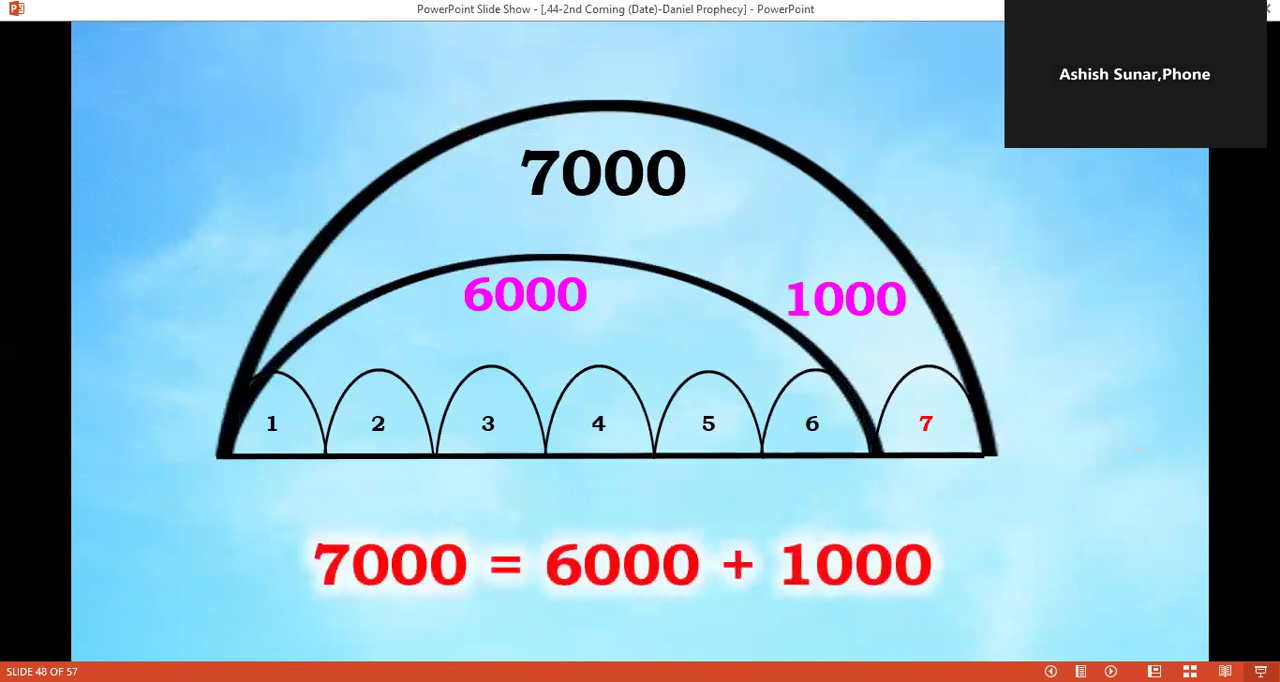 PowerPoint Slide Show - [,44-2nd Coming (Date)-Daniel Prophecy] - PowerPoint
Ashish Sunar,Phone
7000
6000
1000
1 2 3 4 5 6 7
7000 = 6000 + 1000
SLIDE 48 OF 57